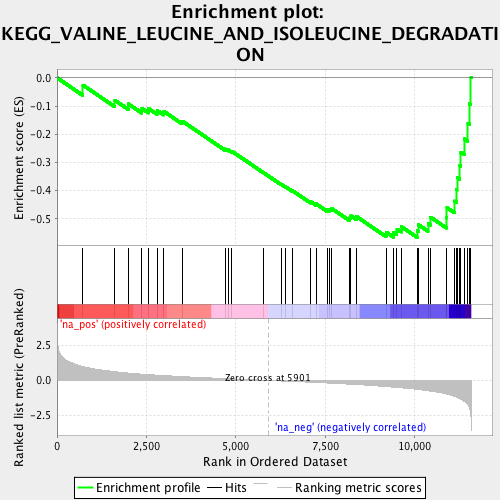 Enrichment plot:
KEGG_VALINE_LEUCINE_AND_ISOLEUCINE_DEGRADATI
ON
Enrichment score (ES)
0.0
-0.1
-0.2
-0.3
-0.4
-0.5
'na_pos' (positively correlated)
Ranked list metric (PreRanked)
2.5
0.0
-2.5
Zero cross at 5901
'na_neg' (negatively correlated)
0
2,500
5,000
7,500
10,000
Rank in Ordered Dataset
Enrichment profile
Hits
Ranking metric scores